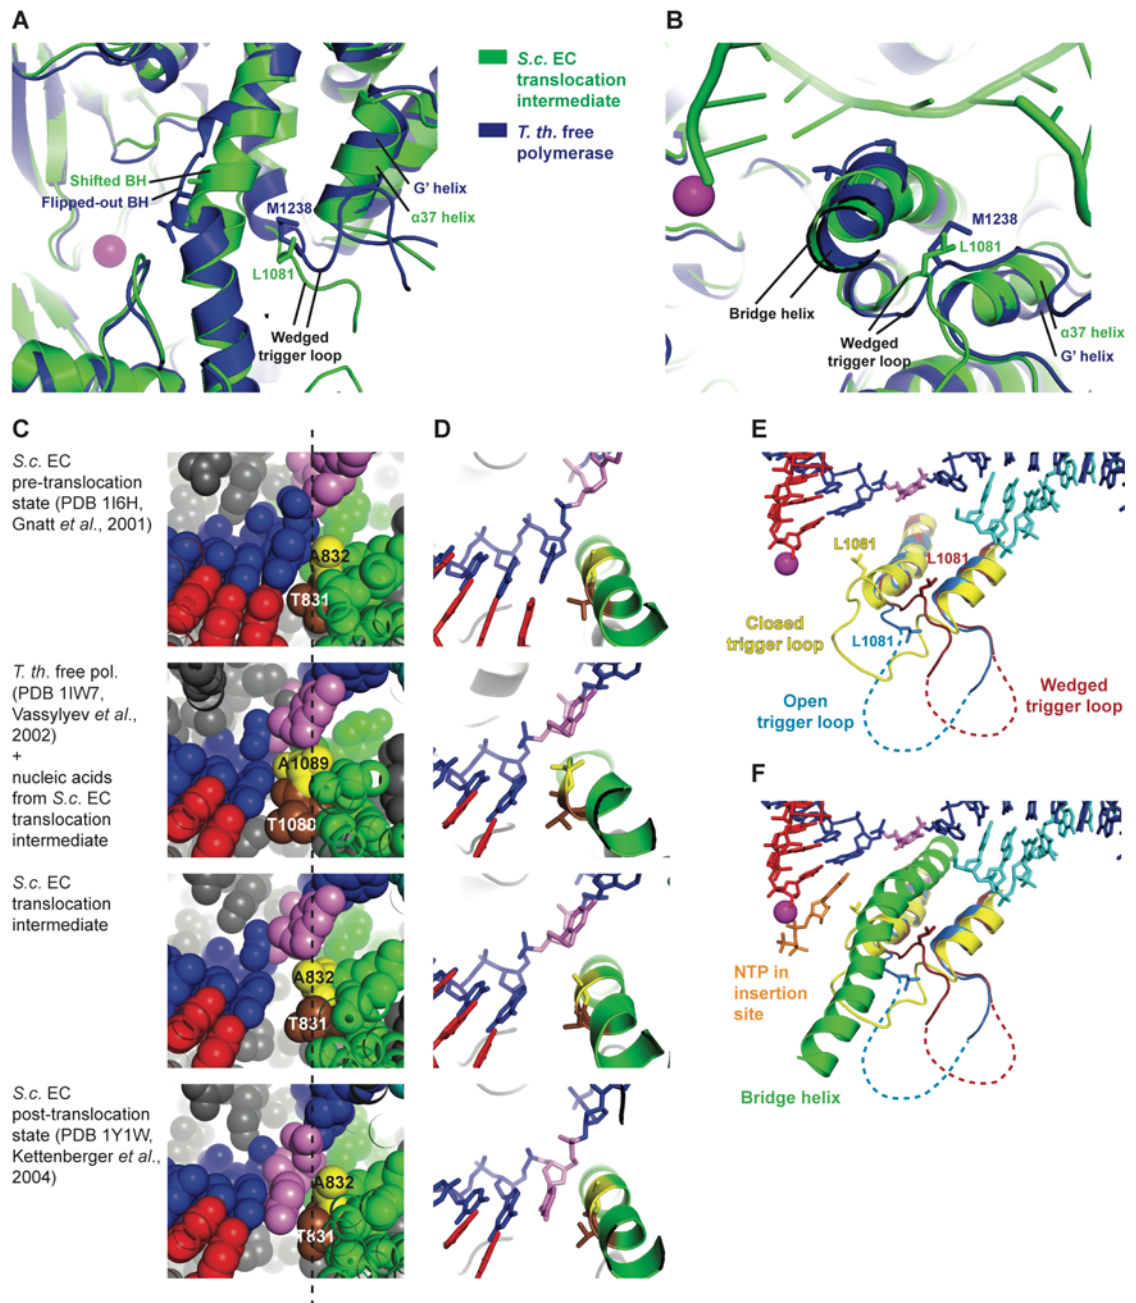 A
S.c. EC
translocation
intermediate
T. th. free
polymerase
Shifted BH
Flipped-out BH
M1238
G' helix
α37 helix
L1081
Wedged
trigger loop
B
M1238
L1081
Bridge helix
Wedged
trigger loop
α37 helix
G' helix
C
S.c. EC
pre-translocation
state (PDB 1I6H,
Gnatt et al., 2001)
A832
T831
T. th. free pol.
(PDB 1IW7,
Vassylyev et al.,
2002)
+
nucleic acids
from S.c. EC
translocation
intermediate
A1089
T1088
S.c. EC
translocation
intermediate
A832
T831
S.c. EC
post-translocation
state (PDB 1Y1W,
Kettenberger et al.,
2004)
A832
T831
D
E
L1081
L1081
Closed
trigger loop
L1081
Open
trigger loop
Wedged
trigger loop
F
NTP in
insertion
site
Bridge helix